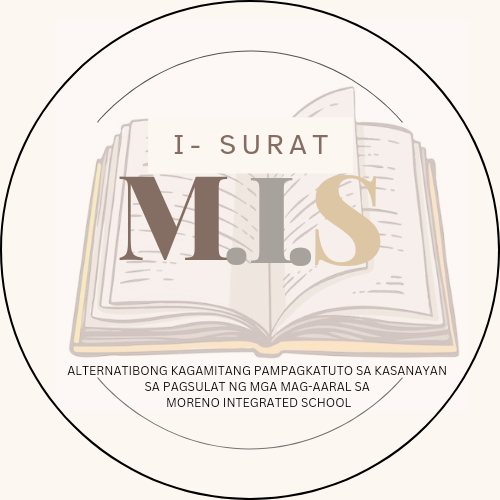 I- SURAT
M.I.S
ALTERNATIBONG KAGAMITANG PAMPAGKATUTO SA KASANAYAN
SA PAGSULAT NG MGA MAG-AARAL SA
MORENO INTEGRATED SCHOOL